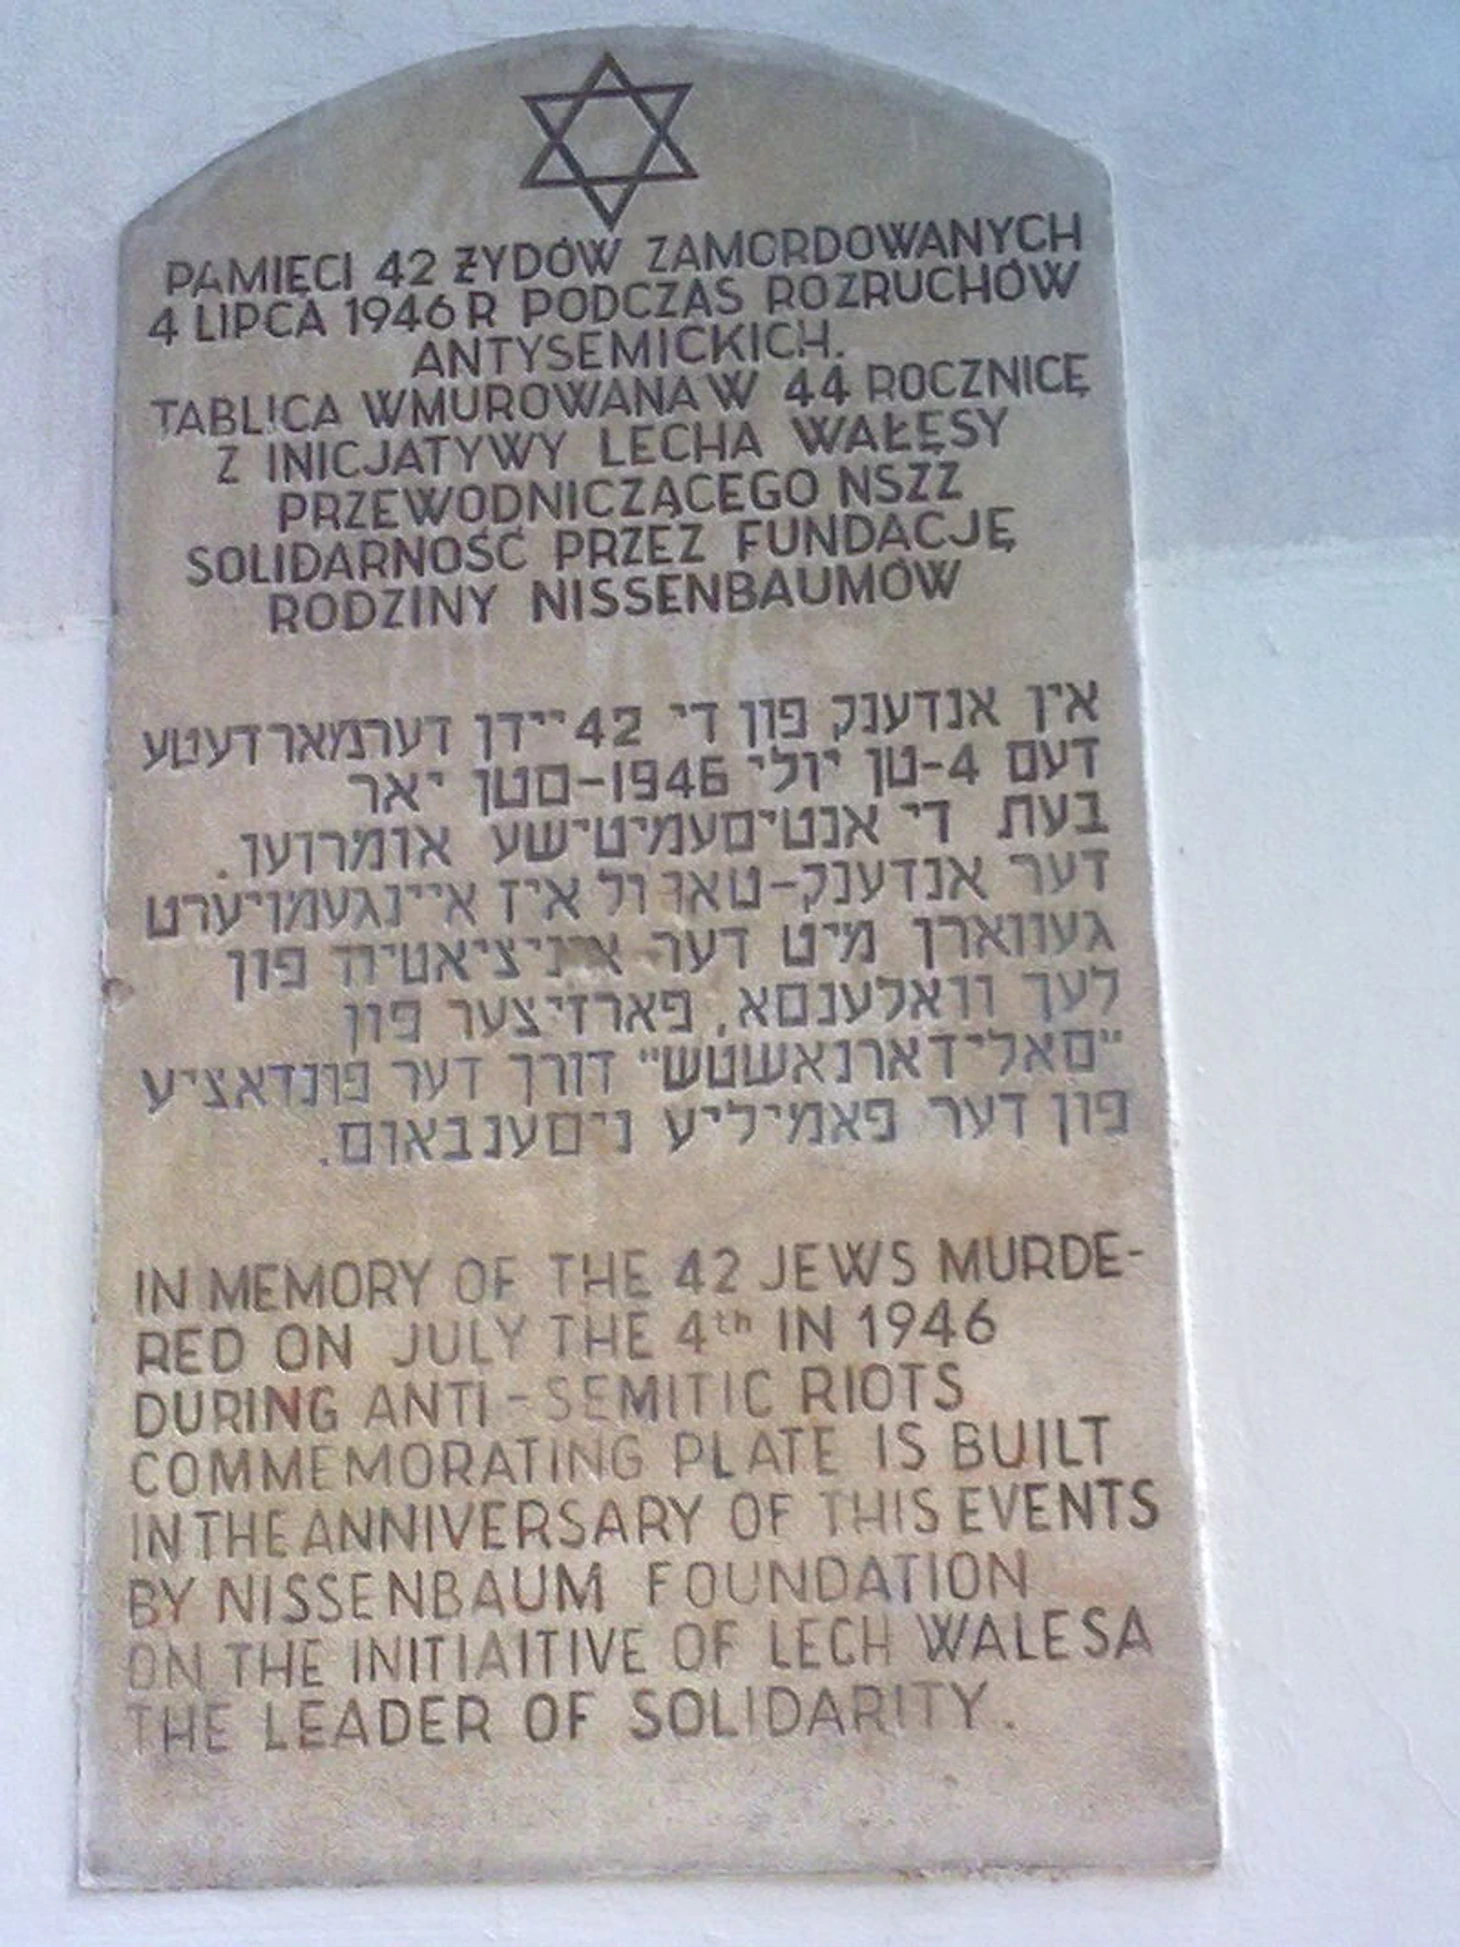 PAMIĘCI 42 ŻYDÓW ZAMORDOWANYCH
4 LIPCA 1946 R PODCZAS ROZRUCHÓW
ANTYSEMICKICH.
TABLICA WMUROWANA W 44 ROCZNICĘ
Z INICJATYWY LECHA WAŁĘSY
PRZEWODNICZĄCEGO NSZZ
SOLIDARNOŚĆ PRZEZ FUNDACJĘ
RODZINY NISSENBAUMÓW
אין אנדענק פון די 42 יידן דערמארדעטע
דעם 4-טן יולי 1946-סטן יאר
בעת די אנטיסעמיטישע אומרוען.
דער אנדענק-טאוול איז איינגעמויערט
געווארן מיט דער איניציאטיוו פון
לעך וואלענסא, פארזיצער פון
"סאלידארנאשטש" דורך דער פונדאציע
פון דער פאמיליע ניסענבאום.
IN MEMORY OF THE 42 JEWS MURDE-
RED ON JULY THE 4th IN 1946
DURING ANTI-SEMITIC RIOTS
COMMEMORATING PLATE IS BUILT
IN THE ANNIVERSARY OF THIS EVENTS
BY NISSENBAUM FOUNDATION
ON THE INITIAITIVE OF LECH WALESA
THE LEADER OF SOLIDARITY.